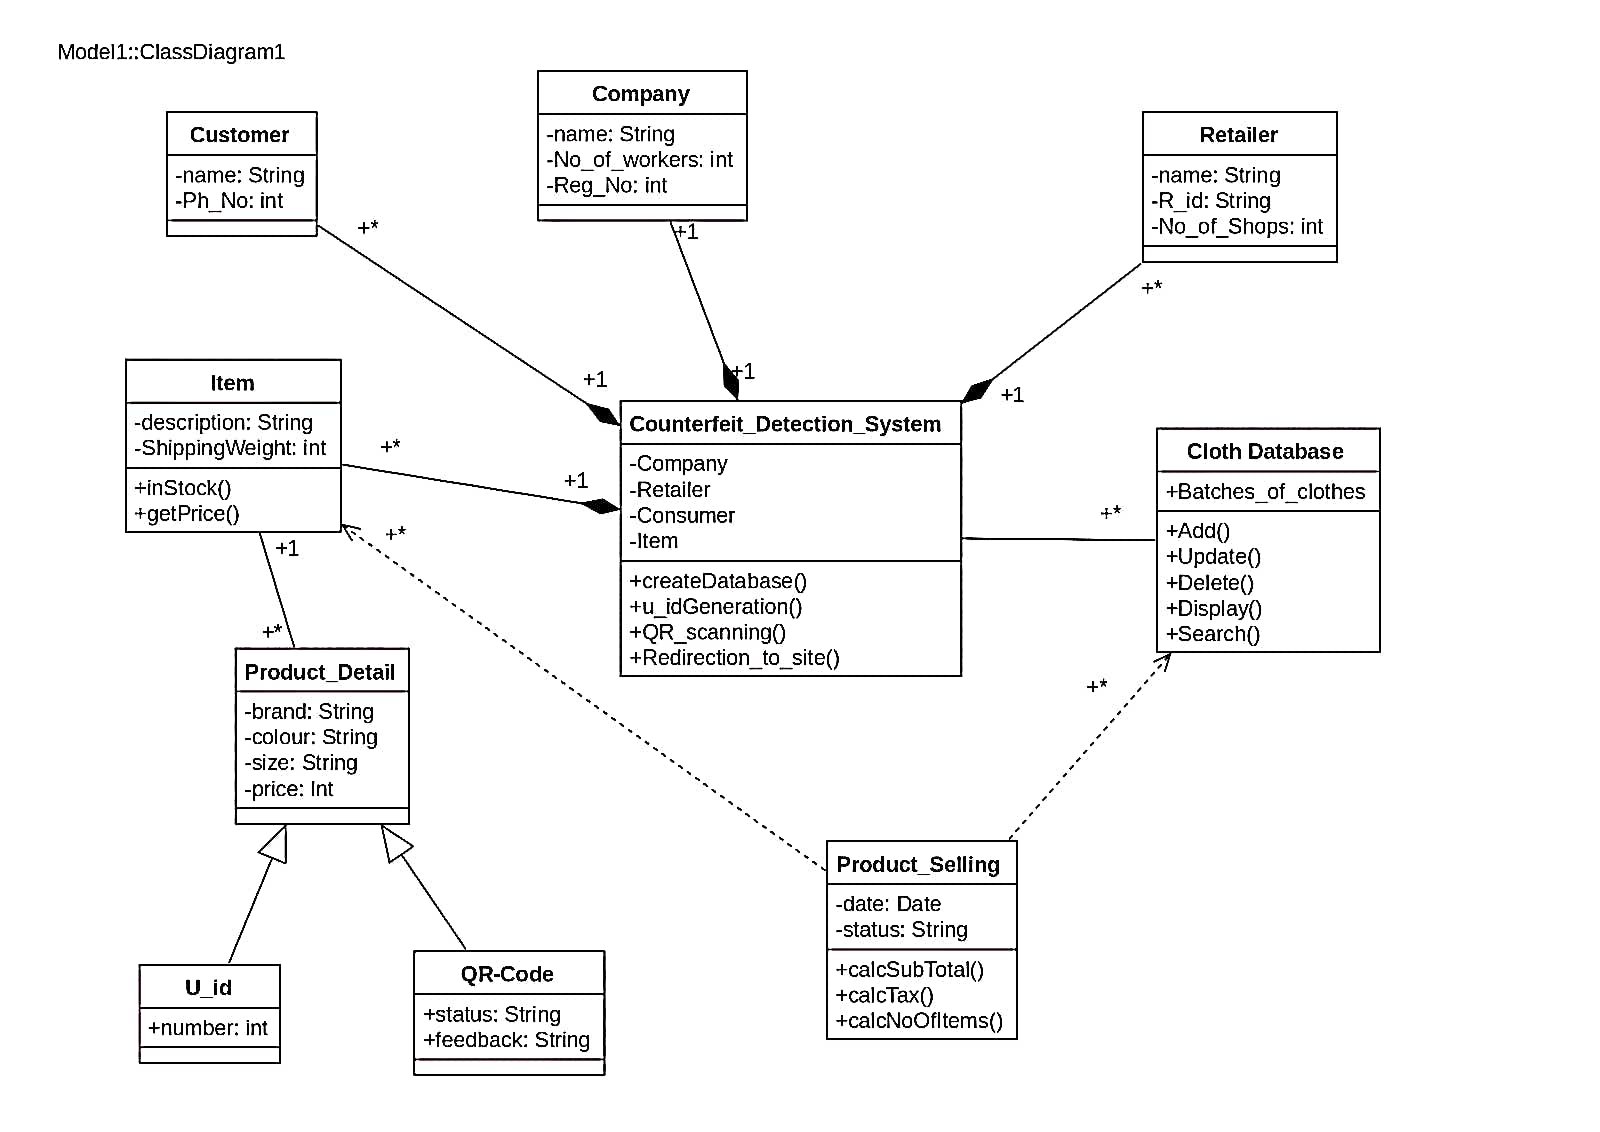 Model1::ClassDiagram1
Company
-name: String
-No_of_workers: int
-Reg_No: int
Customer
-name: String
-Ph_No: int
Retailer
-name: String
-R_id: String
-No_of_Shops: int
+*
+1
+*
+1
+1
+1
Item
-description: String
-ShippingWeight: int
+inStock()
+getPrice()
+*
+1
Counterfeit_Detection_System
-Company
-Retailer
-Consumer
-Item
+createDatabase()
+u_idGeneration()
+QR_scanning()
+Redirection_to_site()
+*
Cloth Database
+Batches_of_clothes
+Add()
+Update()
+Delete()
+Display()
+Search()
+*
+1
+*
+*
Product_Detail
-brand: String
-colour: String
-size: String
-price: Int
Product_Selling
-date: Date
-status: String
+calcSubTotal()
+calcTax()
+calcNoOfItems()
U_id
+number: int
QR-Code
+status: String
+feedback: String